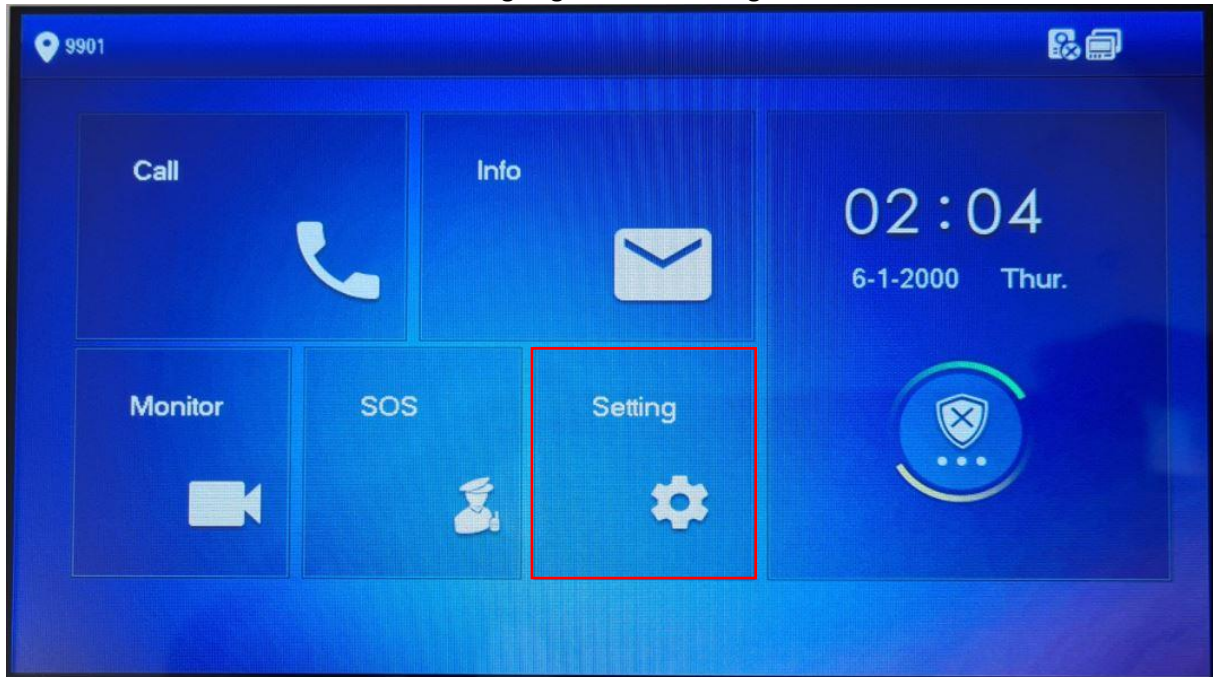 9901
Call
Info
02:04
6-1-2000 Thur.
Monitor
SOS
Setting